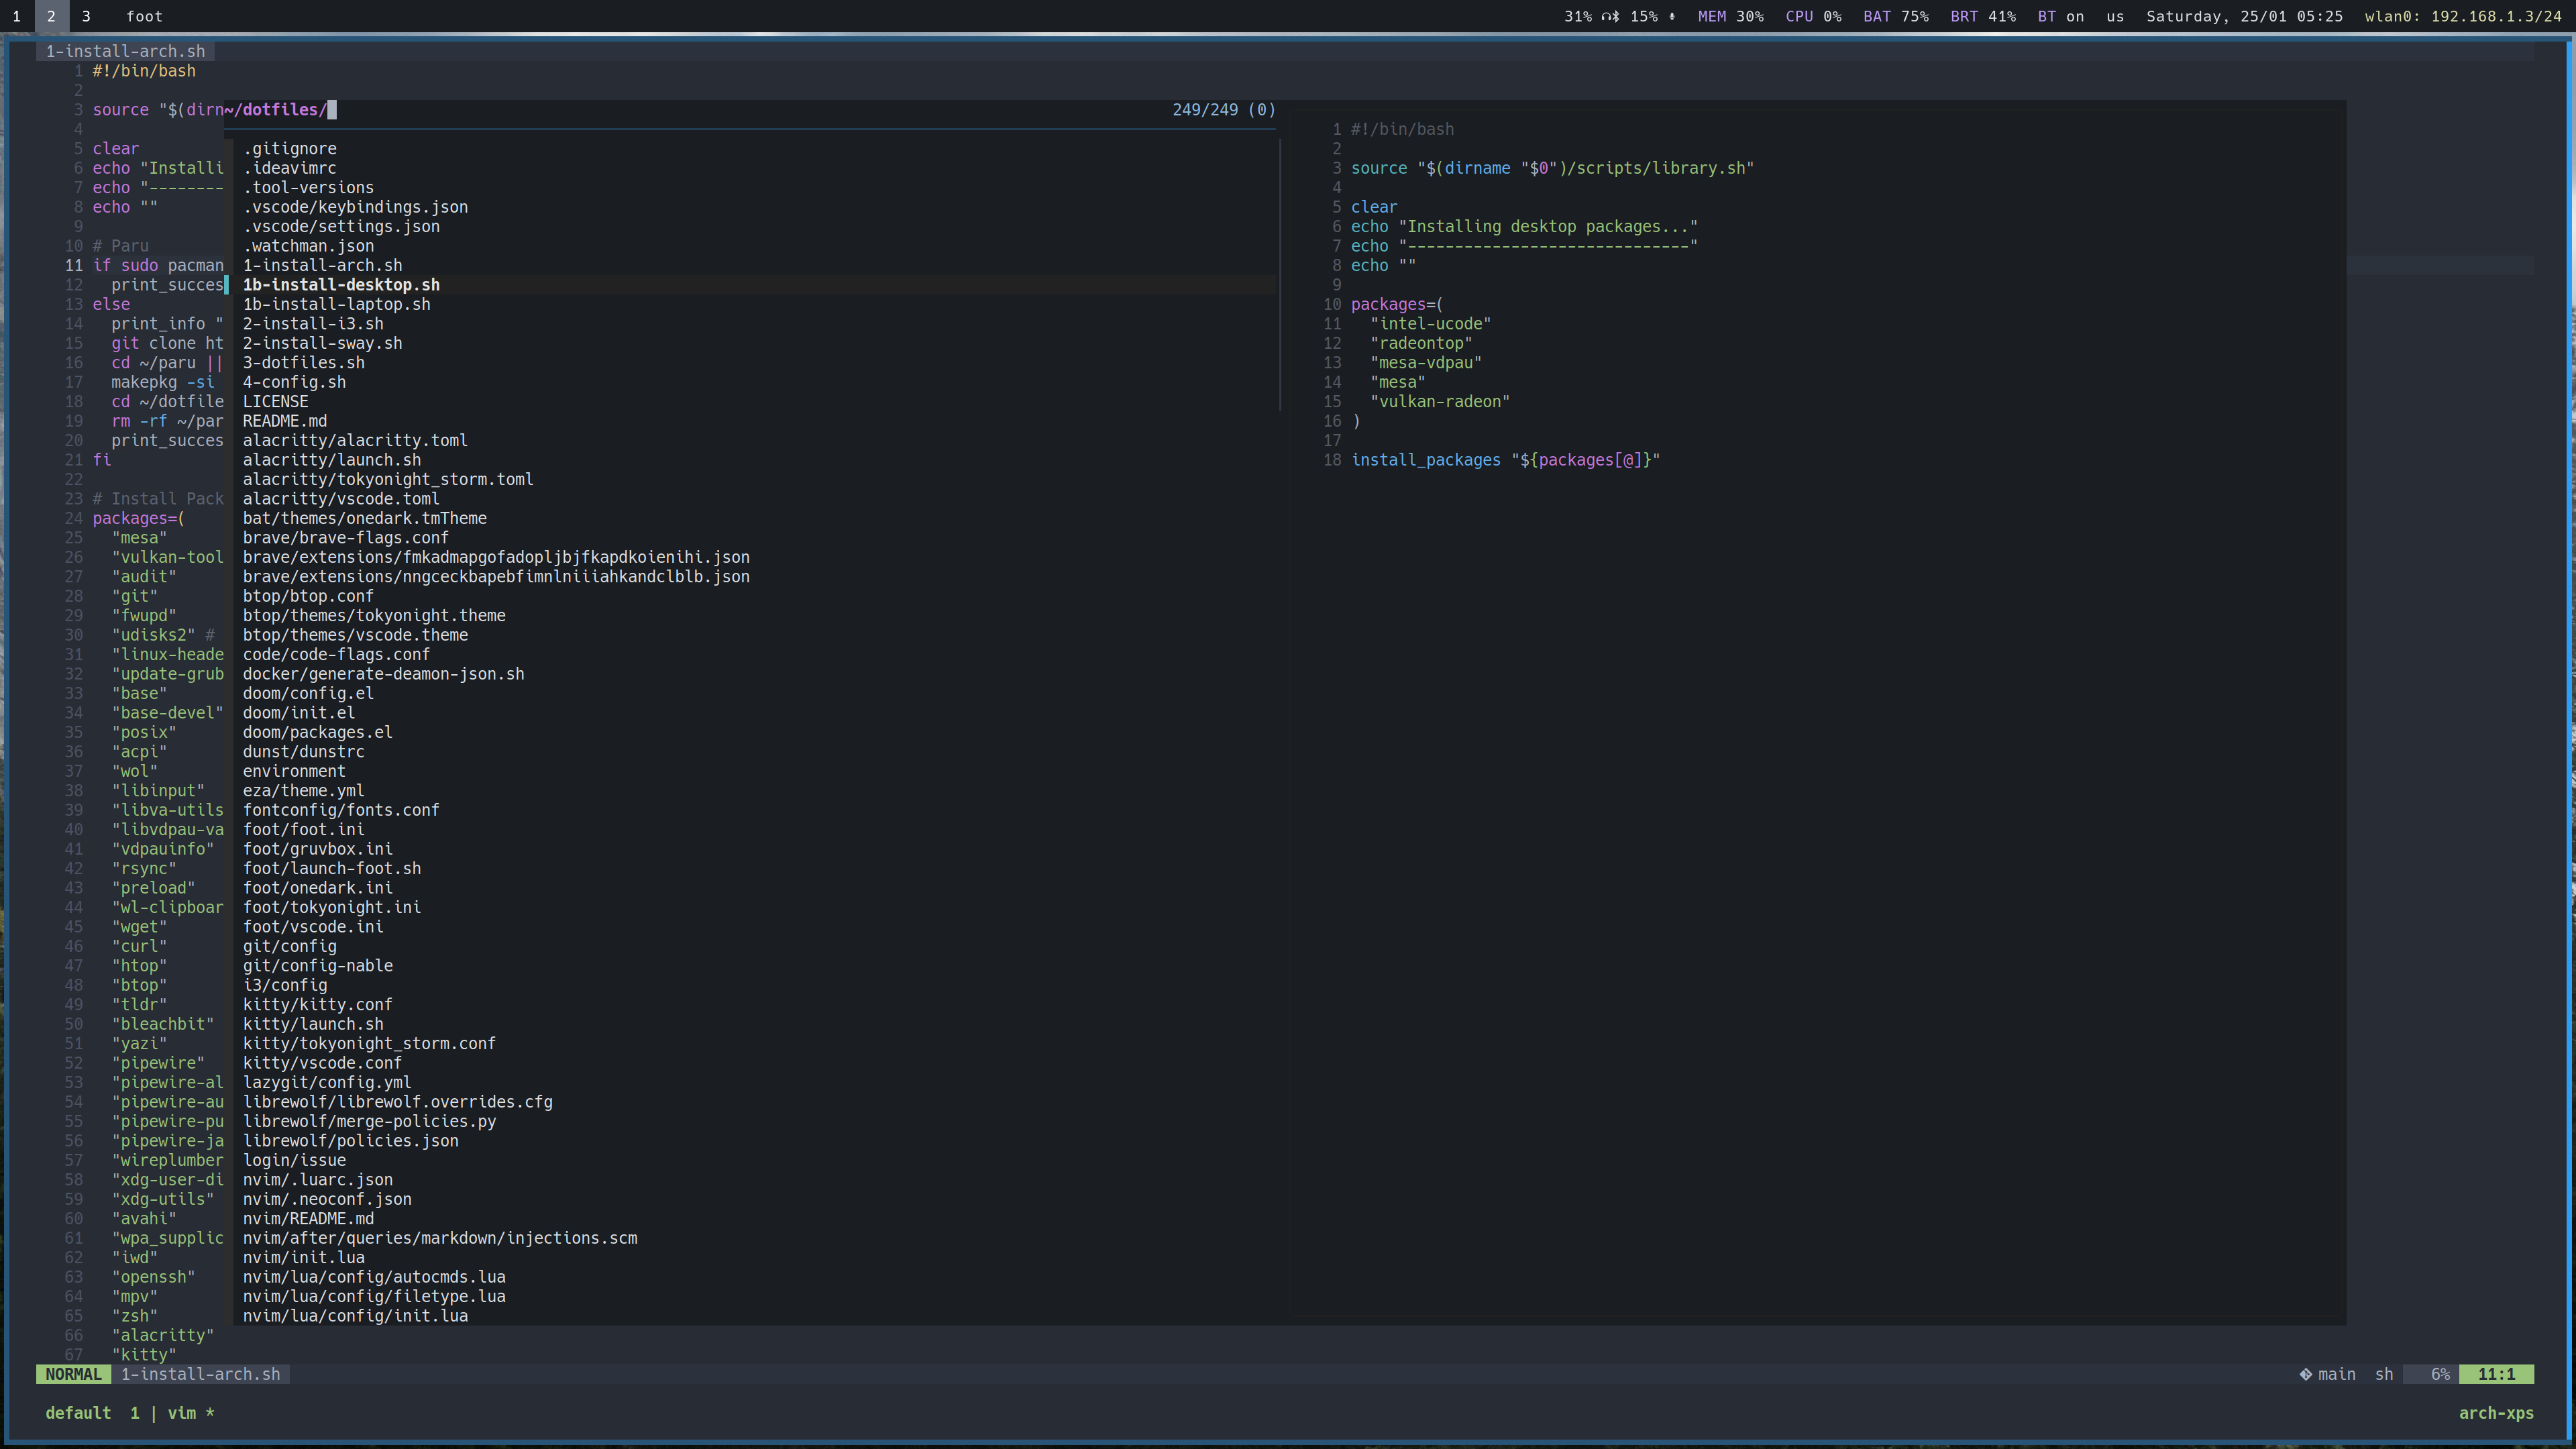 1 2 3 foot 31% 15% MEM 30% CPU 0% BAT 75% BRT 41% BT on us Saturday, 25/01 05:25 wlan0: 192.168.1.3/24
1-install-arch.sh
1 #!/bin/bash
2
3 source "$(dirn
4
5 clear
6 echo "Installi
7 echo "--------
8 echo ""
9
10 # Paru
11 if sudo pacman
12 print_succes
13 else
14 print_info "
15 git clone ht
16 cd ~/paru ||
17 makepkg -si
18 cd ~/dotfile
19 rm -rf ~/par
20 print_succes
21 fi
22
23 # Install Pack
24 packages=(
25 "mesa"
26 "vulkan-tool
27 "audit"
28 "git"
29 "fwupd"
30 "udisks2" #
31 "linux-heade
32 "update-grub
33 "base"
34 "base-devel"
35 "posix"
36 "acpi"
37 "wol"
38 "libinput"
39 "libva-utils
40 "libvdpau-va
41 "vdpauinfo"
42 "rsync"
43 "preload"
44 "wl-clipboar
45 "wget"
46 "curl"
47 "htop"
48 "btop"
49 "tldr"
50 "bleachbit"
51 "yazi"
52 "pipewire"
53 "pipewire-al
54 "pipewire-au
55 "pipewire-pu
56 "pipewire-ja
57 "wireplumber
58 "xdg-user-di
59 "xdg-utils"
60 "avahi"
61 "wpa_supplic
62 "iwd"
63 "openssh"
64 "mpv"
65 "zsh"
66 "alacritty"
67 "kitty"
~/dotfiles/ 249/249 (0)
.gitignore
.ideavimrc
.tool-versions
.vscode/keybindings.json
.vscode/settings.json
.watchman.json
1-install-arch.sh
1b-install-desktop.sh
1b-install-laptop.sh
2-install-i3.sh
2-install-sway.sh
3-dotfiles.sh
4-config.sh
LICENSE
README.md
alacritty/alacritty.toml
alacritty/launch.sh
alacritty/tokyonight_storm.toml
alacritty/vscode.toml
bat/themes/onedark.tmTheme
brave/brave-flags.conf
brave/extensions/fmkadmapgofadopljbjfkapdkoienihi.json
brave/extensions/nngceckbapebfimnlniiiahkandclblb.json
btop/btop.conf
btop/themes/tokyonight.theme
btop/themes/vscode.theme
code/code-flags.conf
docker/generate-deamon-json.sh
doom/config.el
doom/init.el
doom/packages.el
dunst/dunstrc
environment
eza/theme.yml
fontconfig/fonts.conf
foot/foot.ini
foot/gruvbox.ini
foot/launch-foot.sh
foot/onedark.ini
foot/tokyonight.ini
foot/vscode.ini
git/config
git/config-nable
i3/config
kitty/kitty.conf
kitty/launch.sh
kitty/tokyonight_storm.conf
kitty/vscode.conf
lazygit/config.yml
librewolf/librewolf.overrides.cfg
librewolf/merge-policies.py
librewolf/policies.json
login/issue
nvim/.luarc.json
nvim/.neoconf.json
nvim/README.md
nvim/after/queries/markdown/injections.scm
nvim/init.lua
nvim/lua/config/autocmds.lua
nvim/lua/config/filetype.lua
nvim/lua/config/init.lua
1 #!/bin/bash
2
3 source "$(dirname "$0")/scripts/library.sh"
4
5 clear
6 echo "Installing desktop packages..."
7 echo "------------------------------"
8 echo ""
9
10 packages=(
11 "intel-ucode"
12 "radeontop"
13 "mesa-vdpau"
14 "mesa"
15 "vulkan-radeon"
16 )
17
18 install_packages "${packages[@]}"
NORMAL 1-install-arch.sh main sh 6% 11:1
default 1 | vim * arch-xps